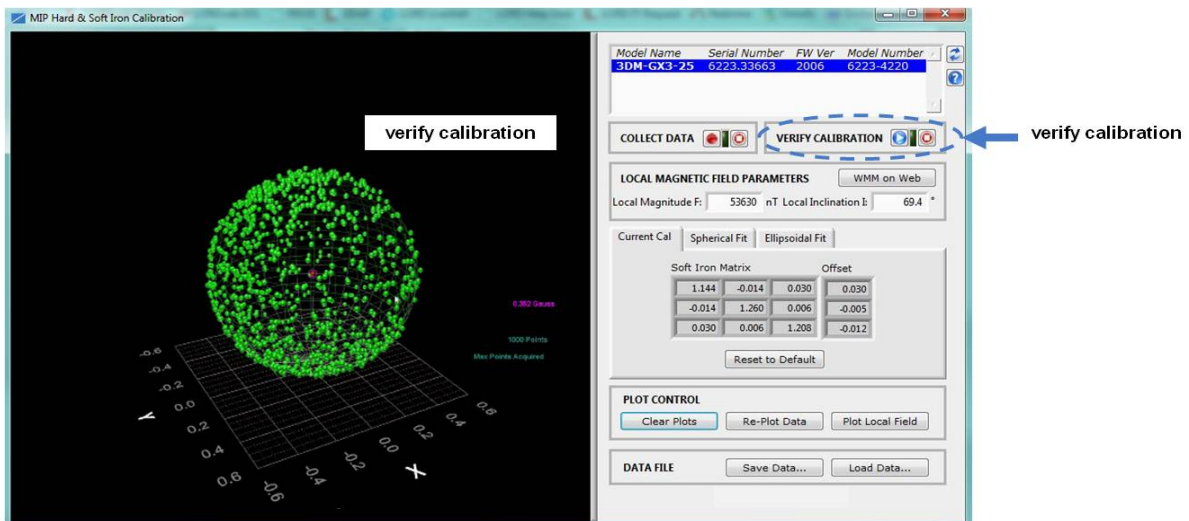 MIP Hard & Soft Iron Calibration
verify calibration
0.352 Gauss
1000 Points
Max Points Acquired
-0.6
-0.4
-0.2
0.0
0.2
0.4
0.6
Y
-0.6
-0.4
-0.2
0.0
0.2
0.4
0.6
X
Model Name Serial Number FW Ver Model Number
3DM-GX3-25 6223.33663 2006 6223-4220
COLLECT DATA
VERIFY CALIBRATION
verify calibration
LOCAL MAGNETIC FIELD PARAMETERS WMM on Web
Local Magnitude F: 53630 nT Local Inclination I: 69.4 °
Current Cal Spherical Fit Ellipsoidal Fit
Soft Iron Matrix Offset
1.144 -0.014 0.030 0.030
-0.014 1.260 0.006 -0.005
0.030 0.006 1.208 -0.012
Reset to Default
PLOT CONTROL
Clear Plots Re-Plot Data Plot Local Field
DATA FILE Save Data... Load Data...